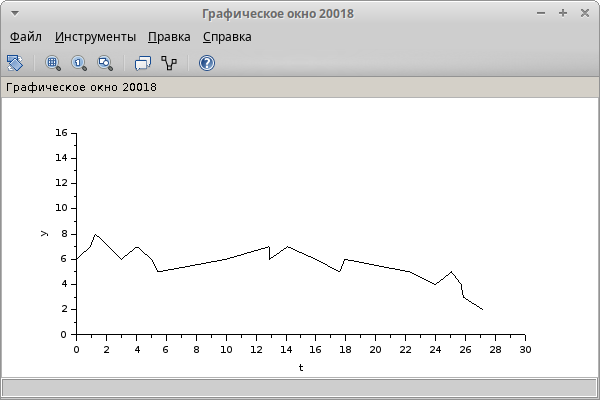 Графическое окно 20018
Файл Инструменты Правка Справка
Графическое окно 20018
16
14
12
10
8
6
4
2
0
y
0 2 4 6 8 10 12 14 16 18 20 22 24 26 28 30
t